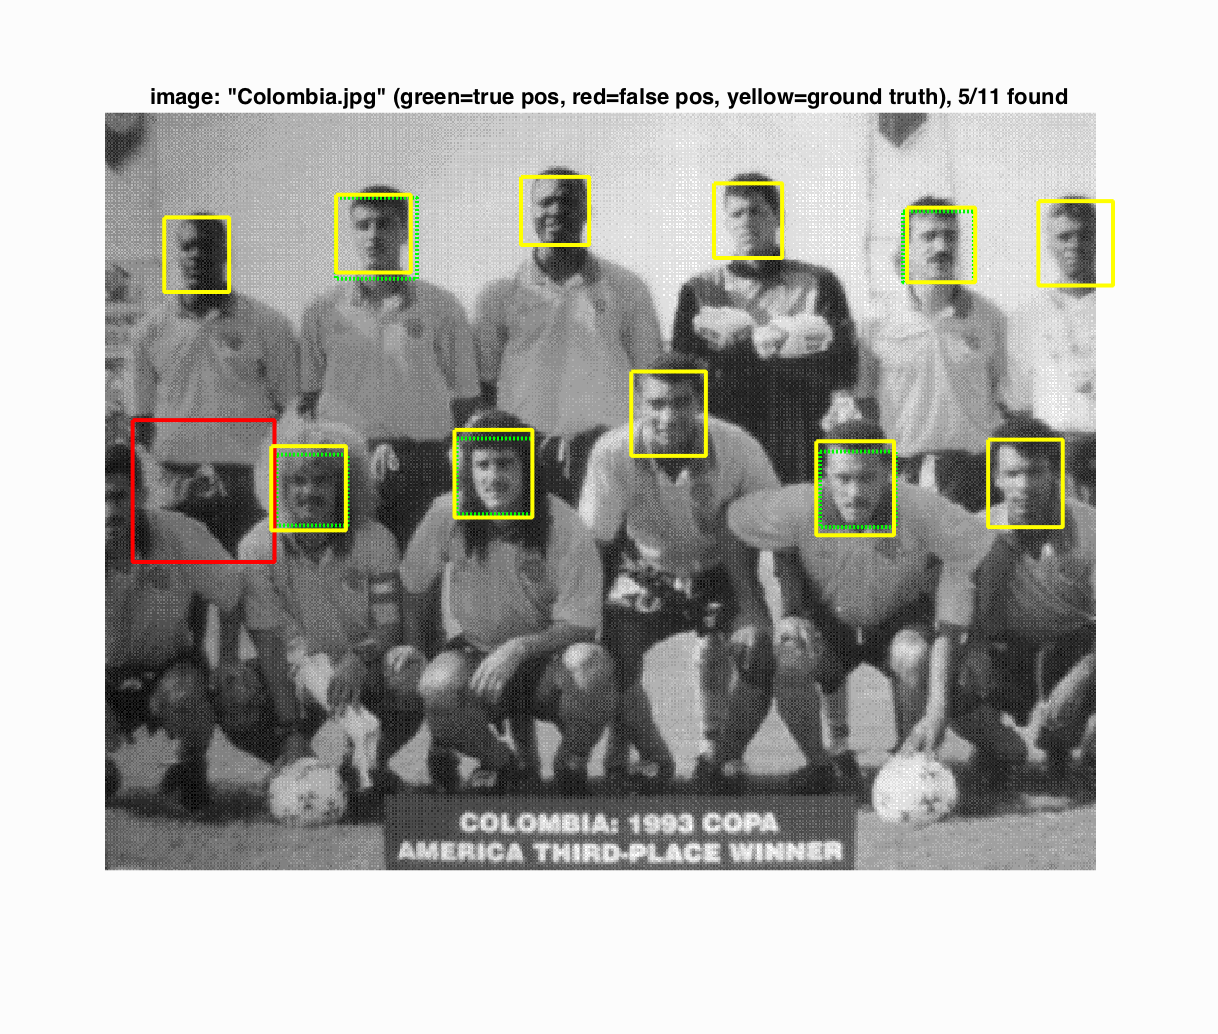 image: "Colombia.jpg" (green=true pos, red=false pos, yellow=ground truth), 5/11 found
COLOMBIA: 1993 COPA
AMERICA THIRD-PLACE WINNER